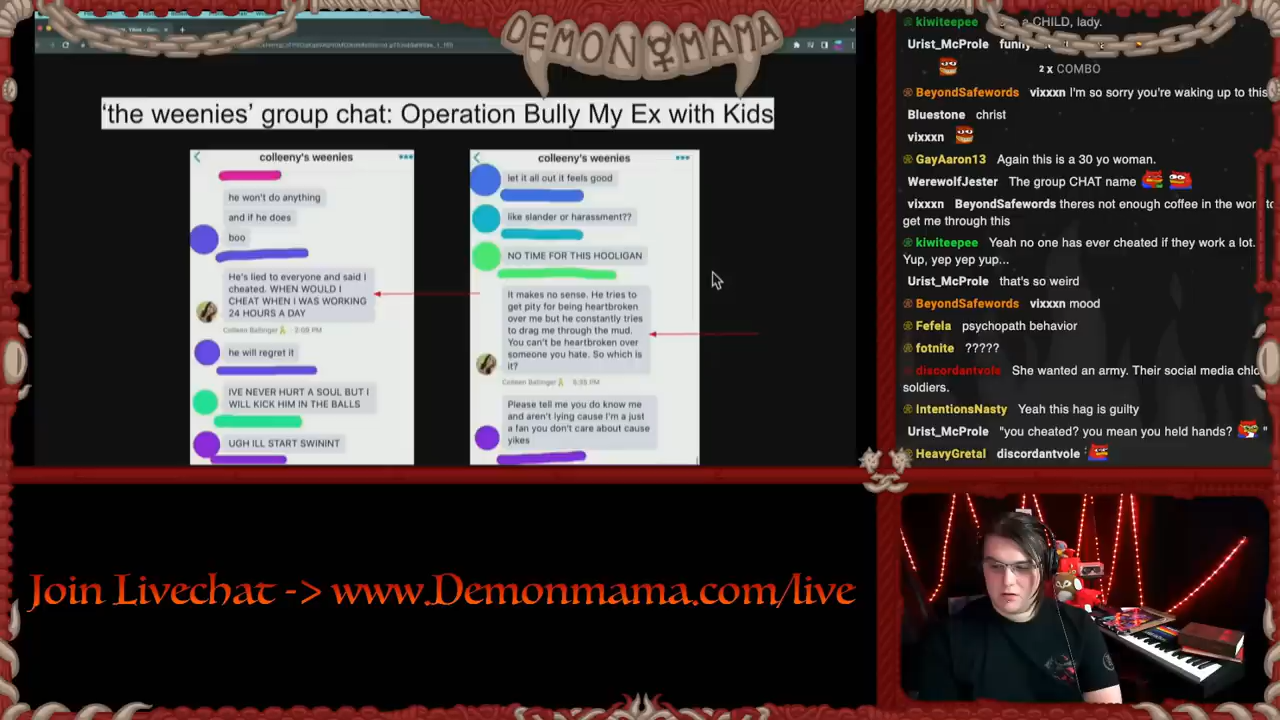 DEMON MAMA
'the weenies' group chat: Operation Bully My Ex with Kids
colleeny's weenies
he won't do anything
and if he does
boo
He's lied to everyone and said I
cheated. WHEN WOULD I
CHEAT WHEN I WAS WORKING
24 HOURS A DAY
Colleen Ballinger
he will regret it
IVE NEVER HURT A SOUL BUT I
WILL KICK HIM IN THE BALLS
UGH ILL START SWININT
colleeny's weenies
let it all out it feels good
like slander or harassment??
NO TIME FOR THIS HOOLIGAN
It makes no sense. He tries to
get pity for being heartbroken
over me but he constantly tries
to drag me through the mud.
You can't be heartbroken over
someone you hate. So which is
it?
Colleen Ballinger 5:35 PM
Please tell me you do know me
and aren't lying cause I'm a just
a fan you don't care about cause
yikes
kiwiteepee a CHILD, lady.
Urist_McProle
2 x COMBO
BeyondSafewords vixxxn I'm so sorry you're waking up to this
Bluestone christ
vixxxn
GayAaron13 Again this is a 30 yo woman.
WerewolfJester The group CHAT name
vixxxn BeyondSafewords theres not enough coffee in the
get me through this
kiwiteepee Yeah no one has ever cheated if they work a lot.
Yup, yep yep yup...
Urist_McProle that's so weird
BeyondSafewords vixxxn mood
Fefela psychopath behavior
fotnite ?????
discordantvole She wanted an army. Their social media
soldiers.
IntentionsNasty Yeah this hag is guilty
Urist_McProle "you cheated? you mean you held hands? "
HeavyGretal discordantvole
Join Livechat -> www.Demonmama.com/live